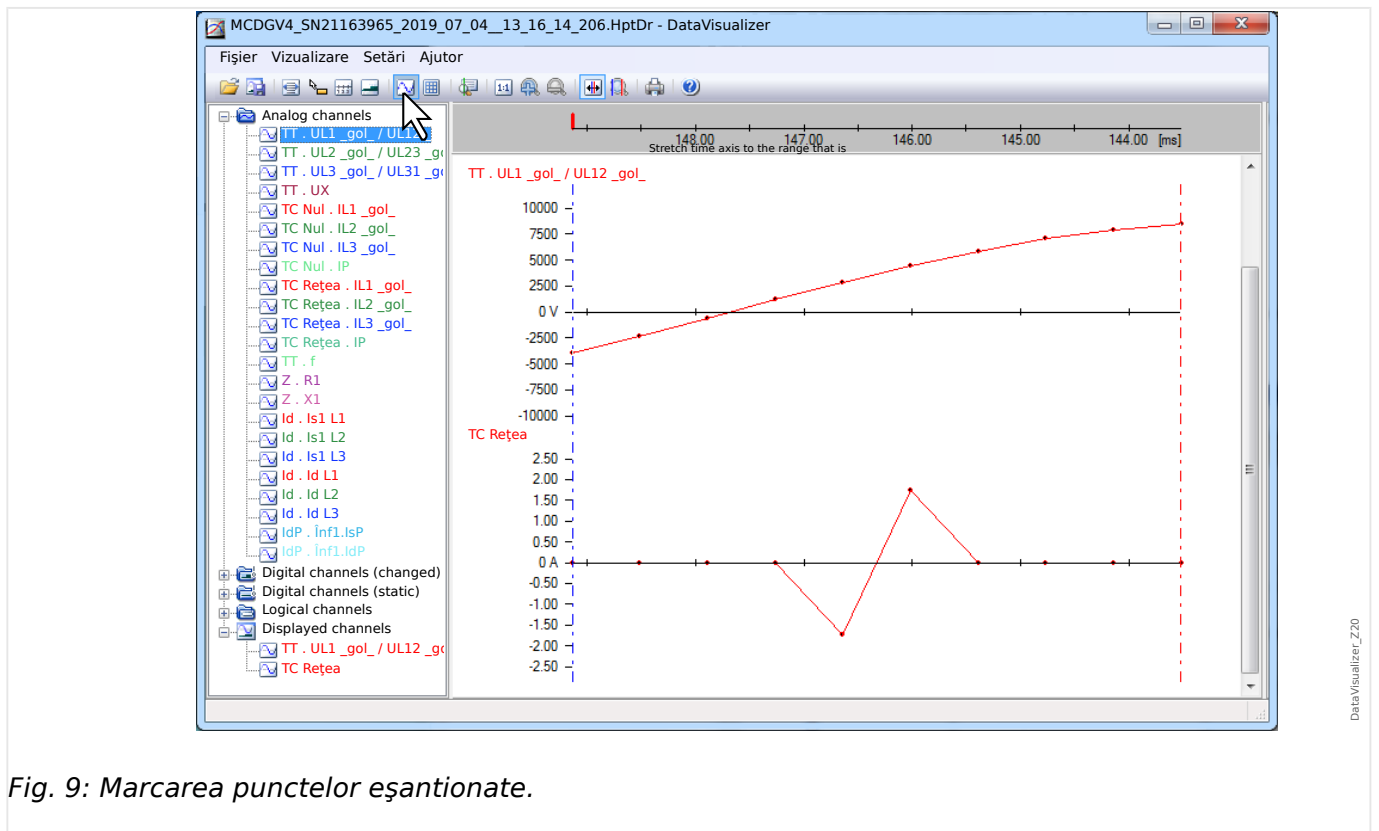 MCDGV4_SN21163965_2019_07_04__13_16_14_206.HptDr - DataVisualizer
Fişier Vizualizare Setări Ajutor
1:1
Analog channels
TT . UL1 _gol_ / UL12
TT . UL2 _gol_ / UL23 _go
TT . UL3 _gol_ / UL31 _go
TT . UX
TC Nul . IL1 _gol_
TC Nul . IL2 _gol_
TC Nul . IL3 _gol_
TC Nul . IP
TC Reţea . IL1 _gol_
TC Reţea . IL2 _gol_
TC Reţea . IL3 _gol_
TC Reţea . IP
TT . f
Z . R1
Z . X1
Id . Is1 L1
Id . Is1 L2
Id . Is1 L3
Id . Id L1
Id . Id L2
Id . Id L3
IdP . Înf1.IsP
IdP . Înf1.IdP
Digital channels (changed)
Digital channels (static)
Logical channels
Displayed channels
TT . UL1 _gol_ / UL12 _go
TC Reţea
148.00 147.00 146.00 145.00 144.00 [ms]
Stretch time axis to the range that is
TT . UL1 _gol_ / UL12 _gol_
10000
7500
5000
2500
0 V
-2500
-5000
-7500
-10000
TC Reţea
2.50
2.00
1.50
1.00
0.50
0 A
-0.50
-1.00
-1.50
-2.00
-2.50
DataVisualizer_Z20
Fig. 9: Marcarea punctelor eşantionate.